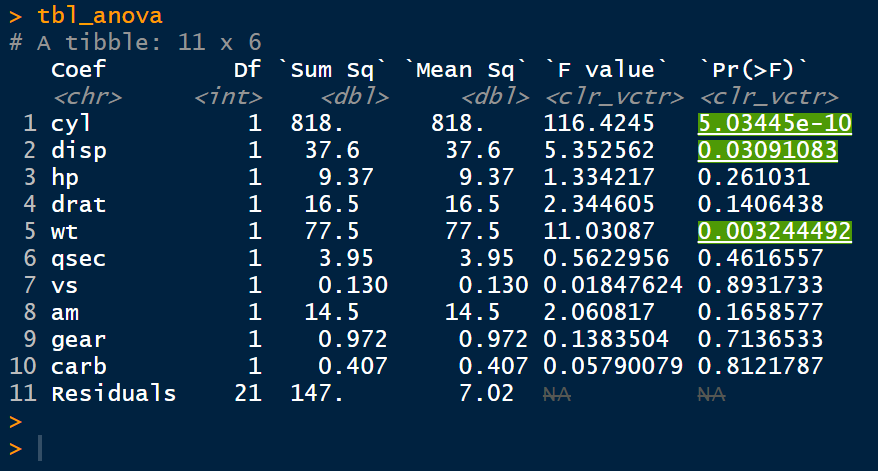 > tbl_anova
# A tibble: 11 x 6
   Coef         Df `Sum Sq` `Mean Sq` `F value`  `Pr(>F)`
   <chr>     <int>    <dbl>     <dbl> <clr_vctr> <clr_vctr>
 1 cyl           1  818.      818.    116.4245   5.03445e-10
 2 disp          1   37.6      37.6   5.352562   0.03091083
 3 hp            1    9.37      9.37  1.334217   0.261031
 4 drat          1   16.5      16.5   2.344605   0.1406438
 5 wt            1   77.5      77.5   11.03087   0.003244492
 6 qsec          1    3.95      3.95  0.5622956  0.4616557
 7 vs            1    0.130     0.130 0.01847624 0.8931733
 8 am            1   14.5      14.5   2.060817   0.1658577
 9 gear          1    0.972     0.972 0.1383504  0.7136533
10 carb          1    0.407     0.407 0.05790079 0.8121787
11 Residuals    21  147.        7.02  NA         NA
>
>